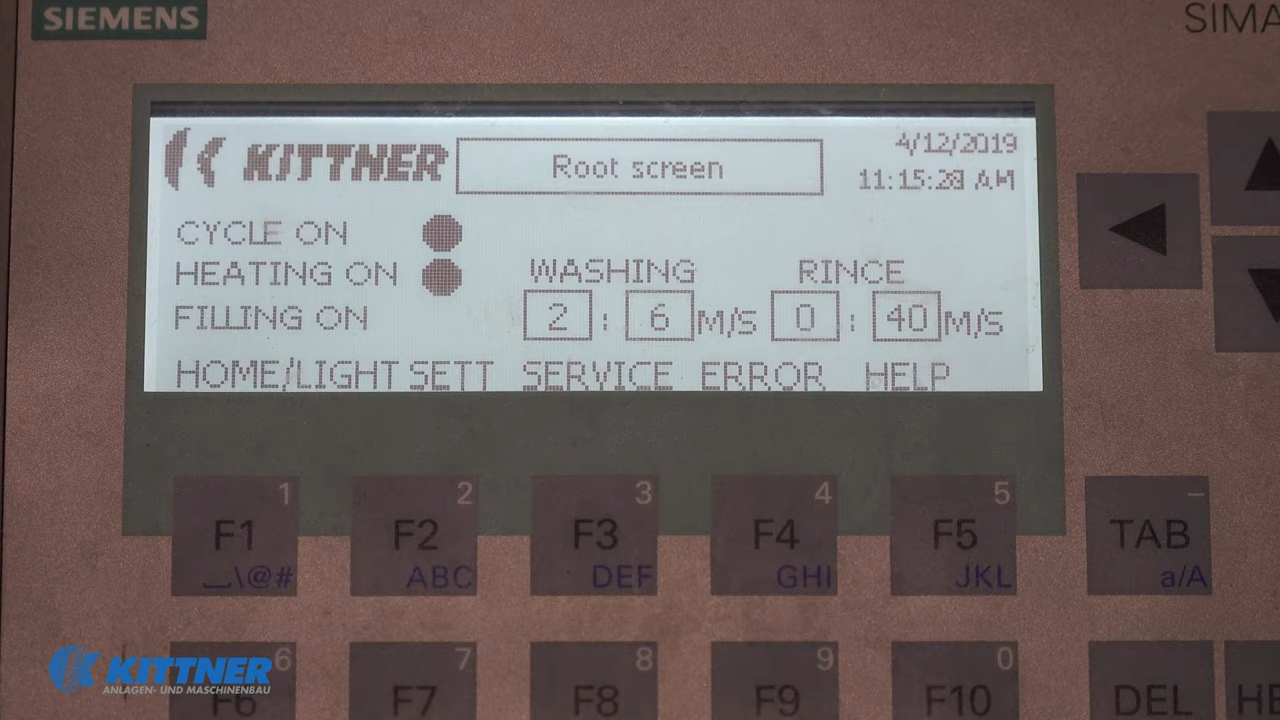 SIEMENS
KITTNER
Root screen
4/12/2019
11:15:28 AM
CYCLE ON
HEATING ON
WASHING
RINCE
FILLING ON
2 : 6 M/S
0 : 40 M/S
HOME/LIGHT SETT SERVICE ERROR HELP
1
F1
⎵\@#
2
F2
ABC
3
F3
DEF
4
F4
GHI
5
F5
JKL
–
TAB
a/A
6
F6
7
F7
8
F8
9
F9
0
F10
DEL
KITTNER
ANLAGEN- UND MASCHINENBAU